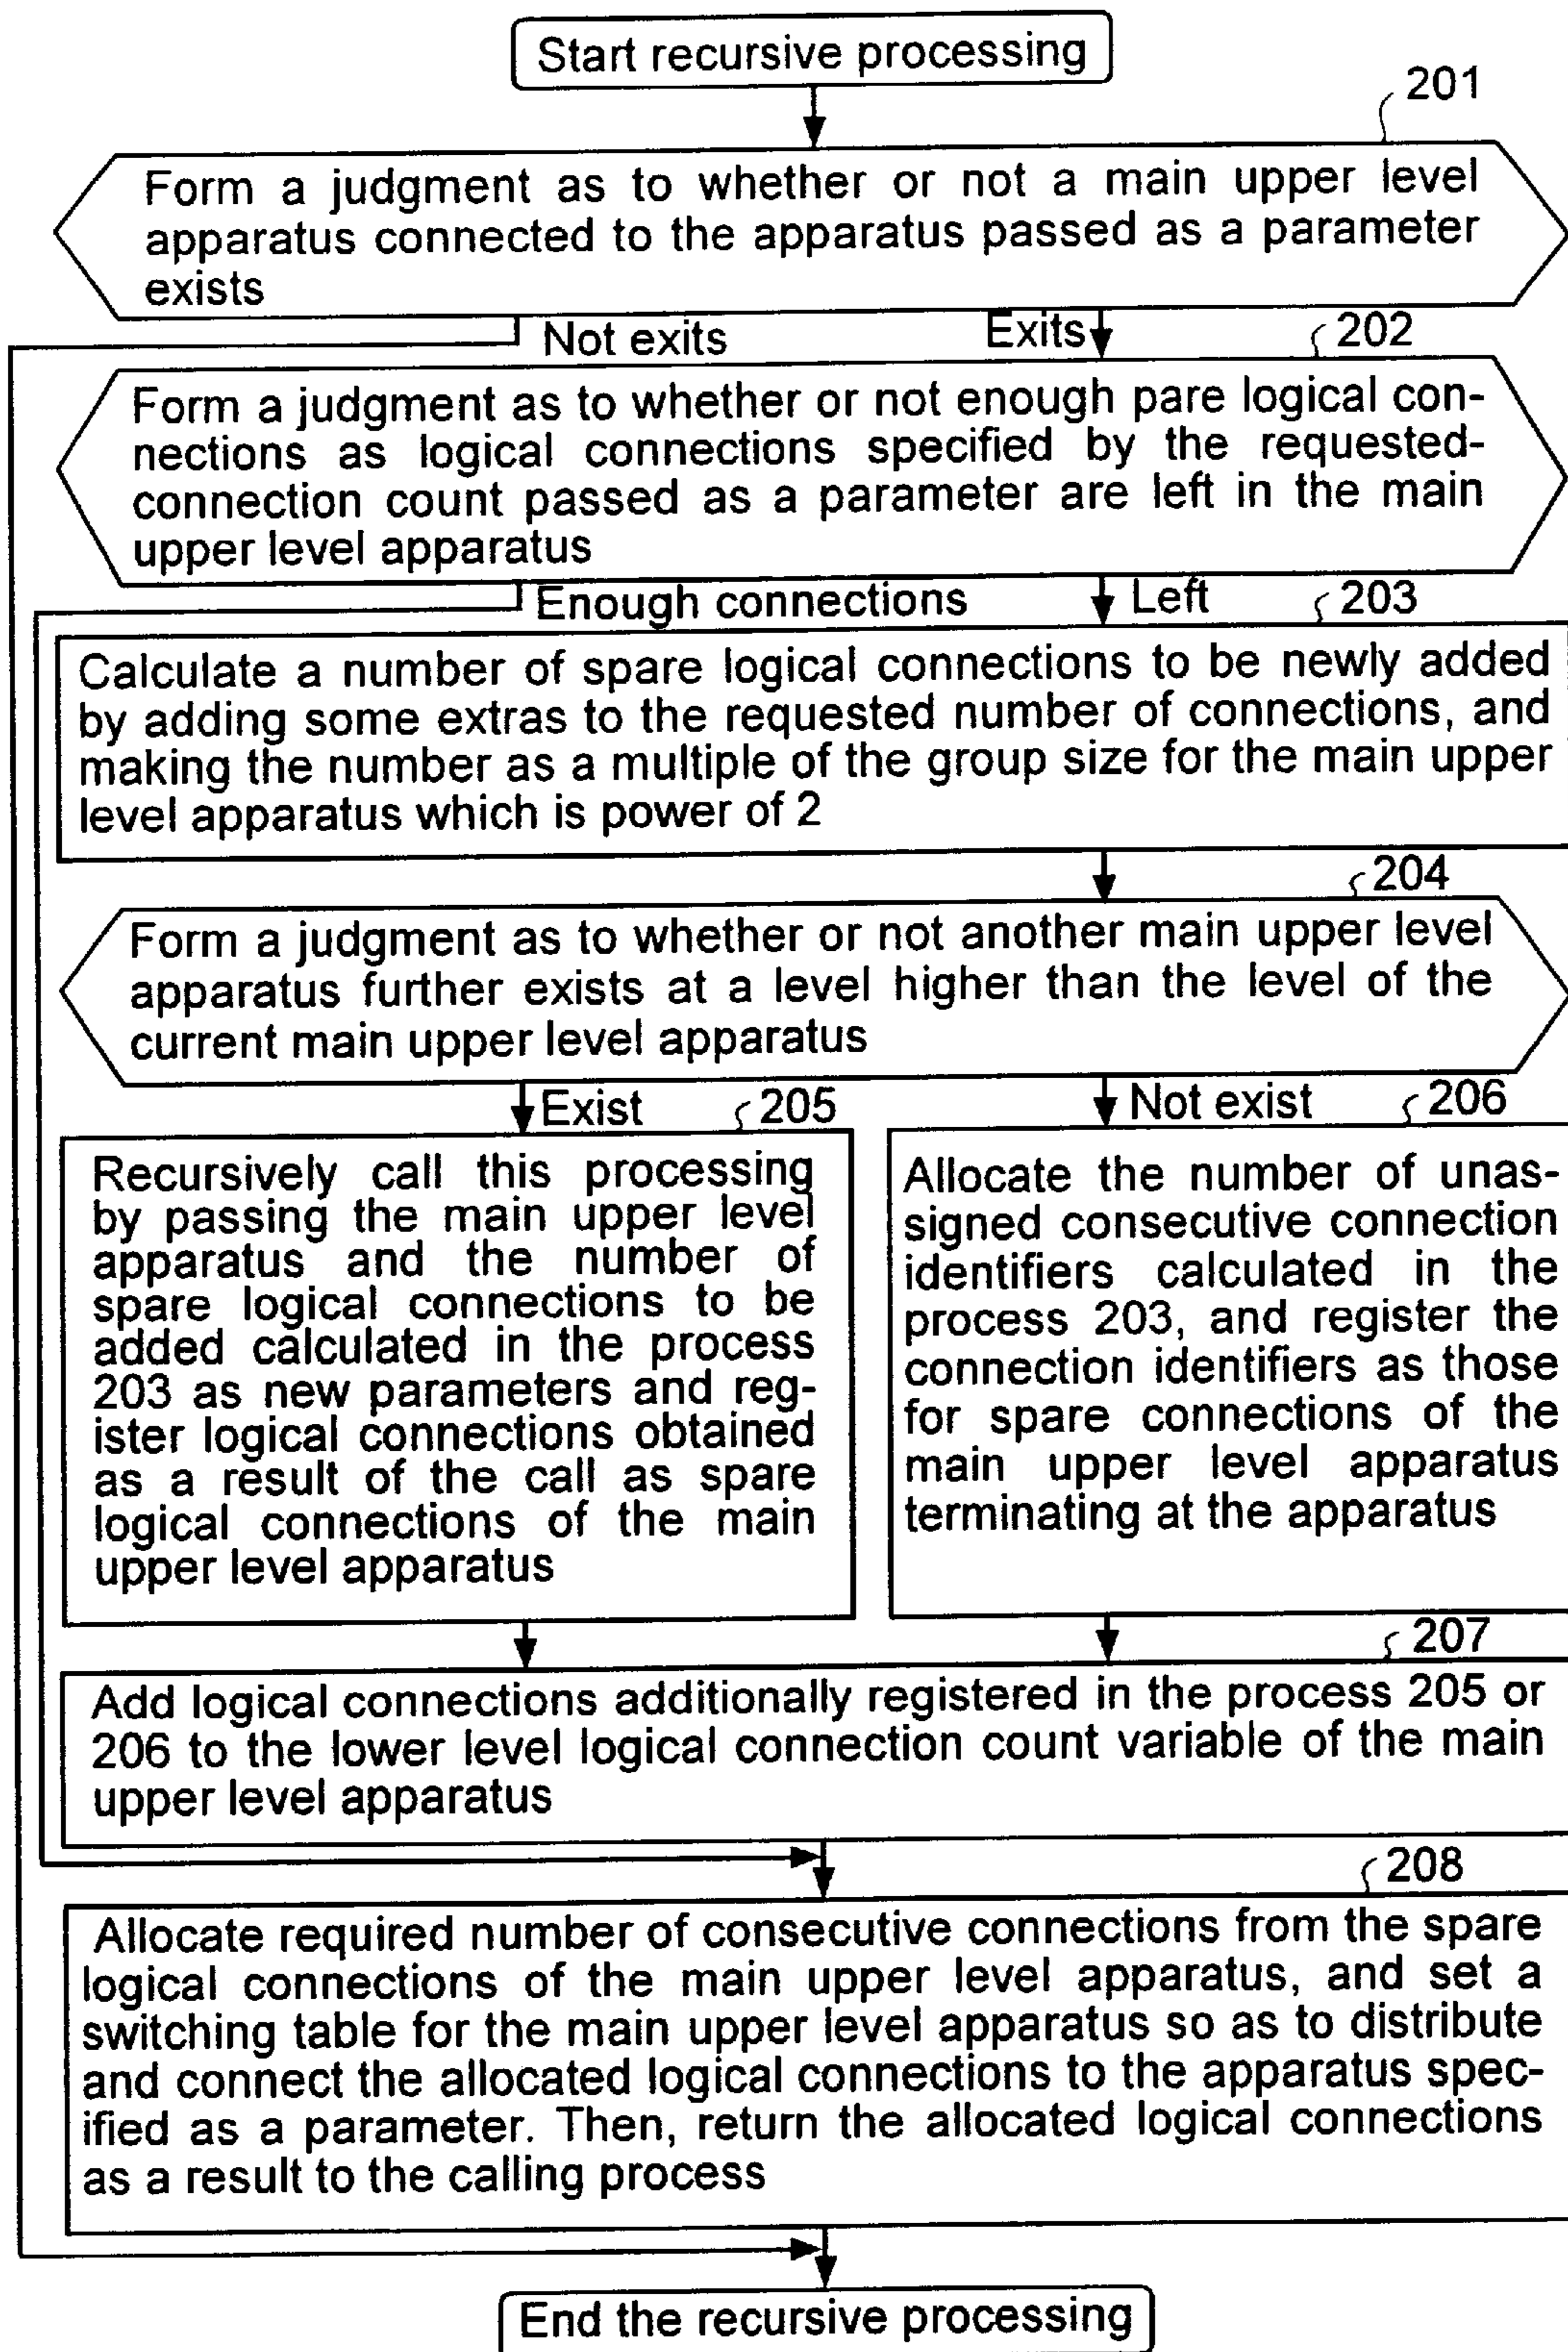 Start recursive processing
201
Form a judgment as to whether or not a main upper level
apparatus connected to the apparatus passed as a parameter
exists
Not exits
Exits
202
Form a judgment as to whether or not enough pare logical con-
nections as logical connections specified by the requested-
connection count passed as a parameter are left in the main
upper level apparatus
Enough connections
Left
203
Calculate a number of spare logical connections to be newly added
by adding some extras to the requested number of connections, and
making the number as a multiple of the group size for the main upper
level apparatus which is power of 2
204
Form a judgment as to whether or not another main upper level
apparatus further exists at a level higher than the level of the
current main upper level apparatus
Exist
205
Not exist
206
Recursively call this processing
by passing the main upper level
apparatus and the number of
spare logical connections to be
added calculated in the process
203 as new parameters and reg-
ister logical connections obtained
as a result of the call as spare
logical connections of the main
upper level apparatus
Allocate the number of unas-
signed consecutive connection
identifiers calculated in the
process 203, and register the
connection identifiers as those
for spare connections of the
main upper level apparatus
terminating at the apparatus
207
Add logical connections additionally registered in the process 205 or
206 to the lower level logical connection count variable of the main
upper level apparatus
208
Allocate required number of consecutive connections from the spare
logical connections of the main upper level apparatus, and set a
switching table for the main upper level apparatus so as to distribute
and connect the allocated logical connections to the apparatus spec-
ified as a parameter. Then, return the allocated logical connections
as a result to the calling process
End the recursive processing